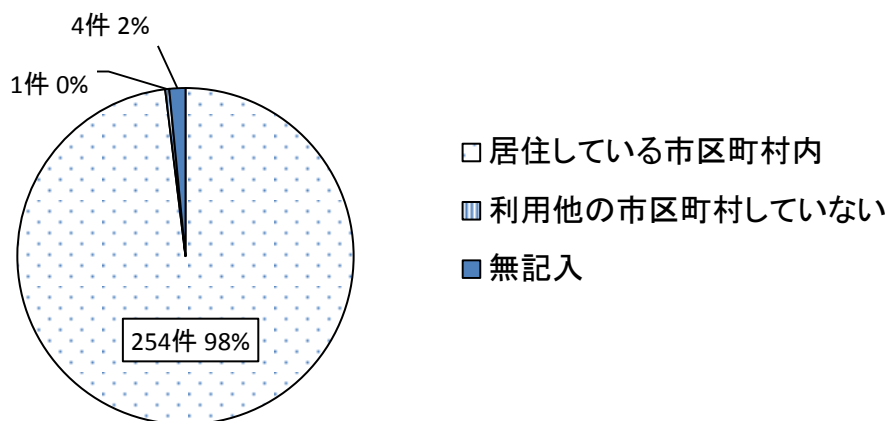 4件 2%
1件 0%
254件 98%
居住している市区町村内
利用他の市区町村していない
無記入